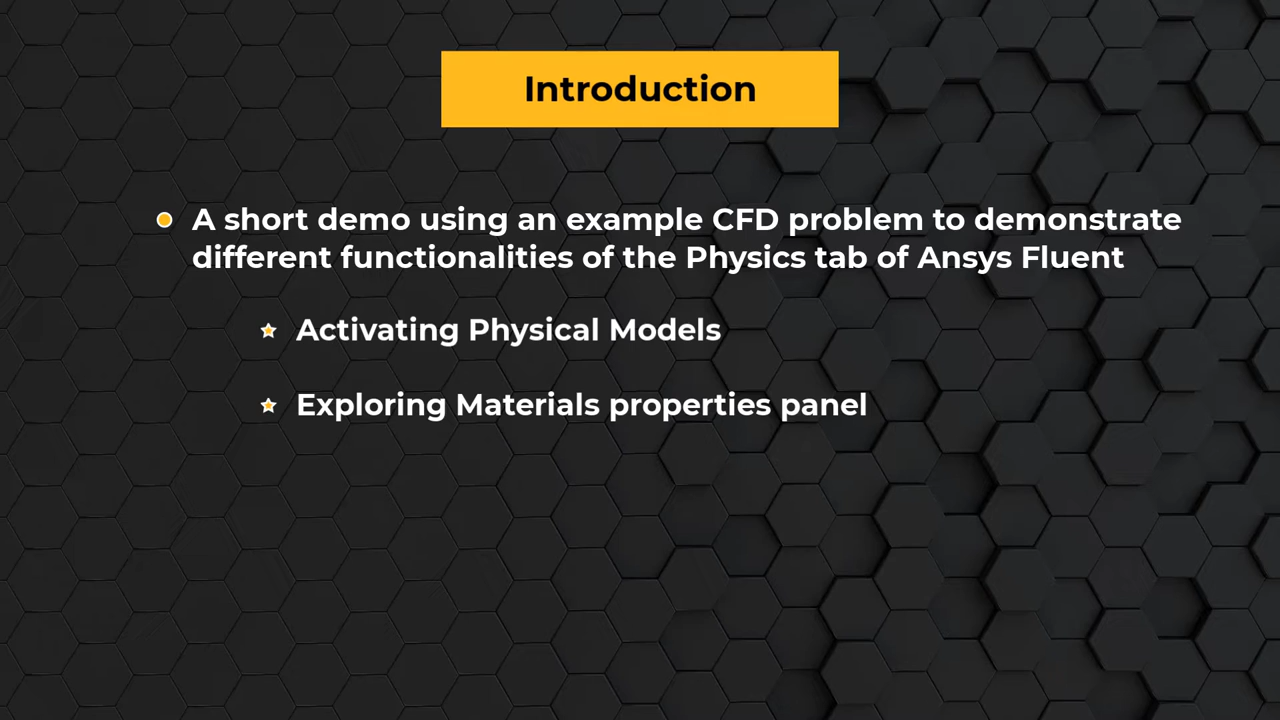 Introduction
A short demo using an example CFD problem to demonstrate
different functionalities of the Physics tab of Ansys Fluent
Activating Physical Models
Exploring Materials properties panel